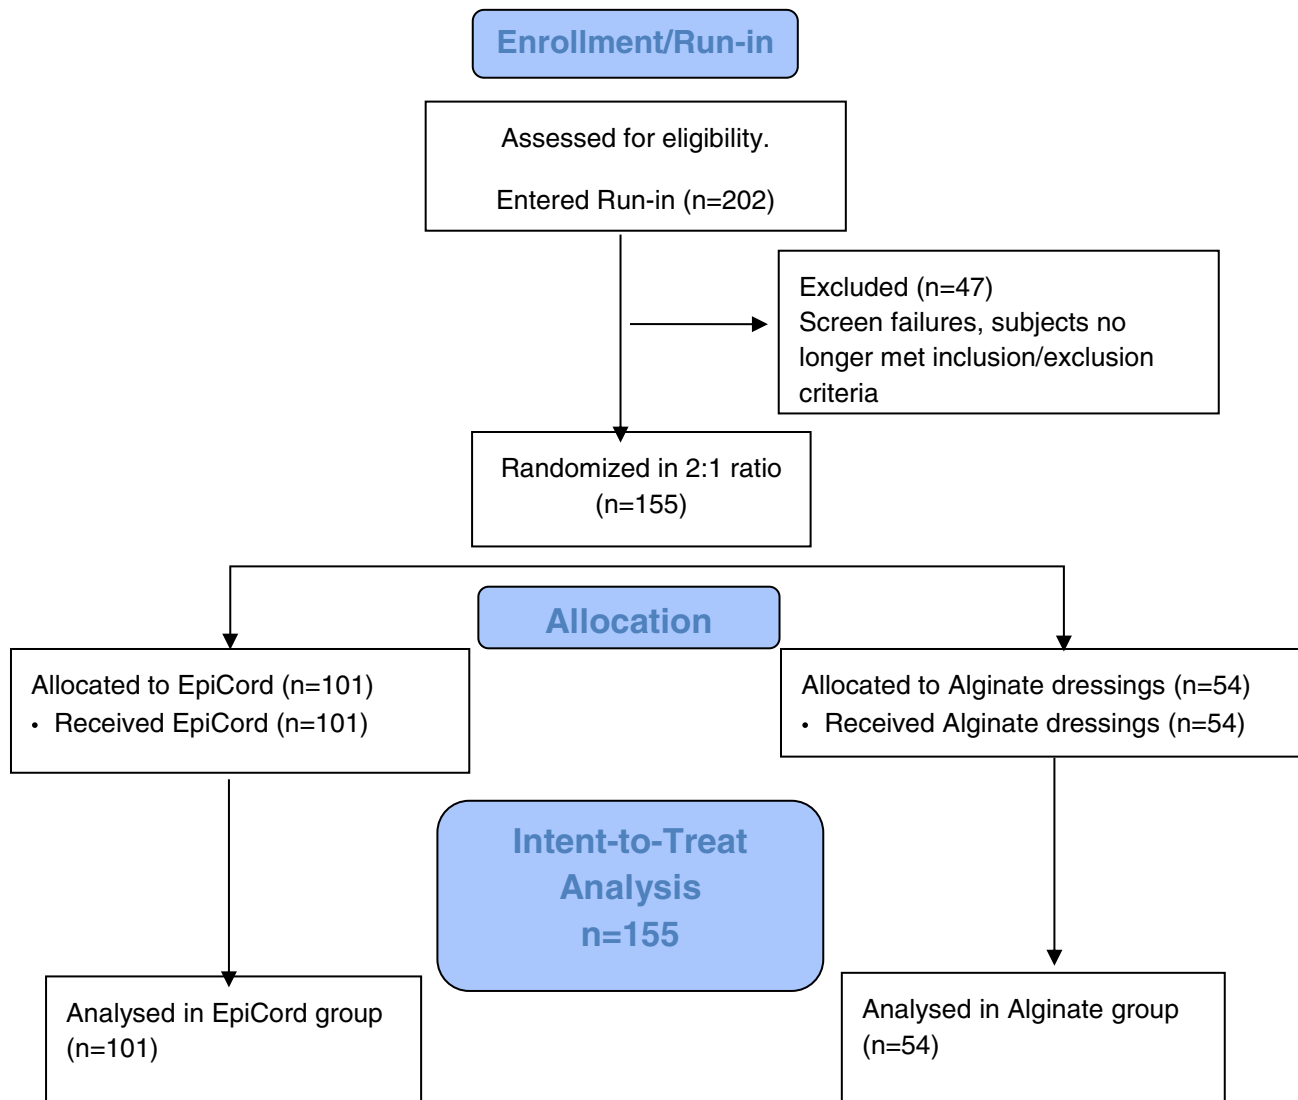 Enrollment/Run-in
Assessed for eligibility.
Entered Run-in (n=202)
Excluded (n=47)
Screen failures, subjects no
longer met inclusion/exclusion
criteria
Randomized in 2:1 ratio
(n=155)
Allocation
Allocated to EpiCord (n=101)
• Received EpiCord (n=101)
Allocated to Alginate dressings (n=54)
• Received Alginate dressings (n=54)
Intent-to-Treat
Analysis
n=155
Analysed in EpiCord group
(n=101)
Analysed in Alginate group
(n=54)